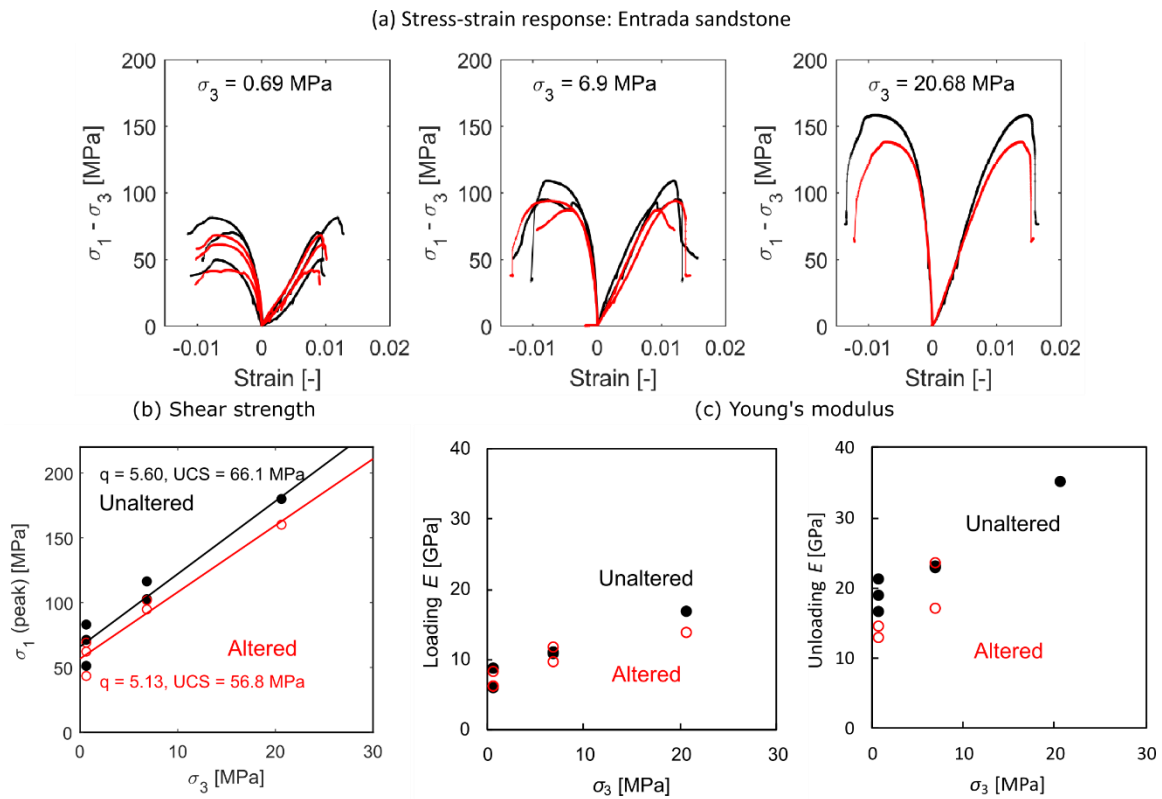 (a) Stress-strain response: Entrada sandstone
σ3 = 0.69 MPa
σ3 = 6.9 MPa
σ3 = 20.68 MPa
200
150
100
50
0
σ1 - σ3 [MPa]
-0.01 0 0.01 0.02
Strain [-]
200
150
100
50
0
σ1 - σ3 [MPa]
-0.01 0 0.01 0.02
Strain [-]
200
150
100
50
0
σ1 - σ3 [MPa]
-0.01 0 0.01 0.02
Strain [-]
(b) Shear strength
q = 5.60, UCS = 66.1 MPa
Unaltered
Altered
q = 5.13, UCS = 56.8 MPa
200
150
100
50
0
σ1 (peak) [MPa]
0 10 20 30
σ3 [MPa]
(c) Young's modulus
40
30
20
10
0
Loading E [GPa]
Unaltered
Altered
0 10 20 30
σ3 [MPa]
40
30
20
10
0
Unloading E [GPa]
Unaltered
Altered
0 10 20 30
σ3 [MPa]